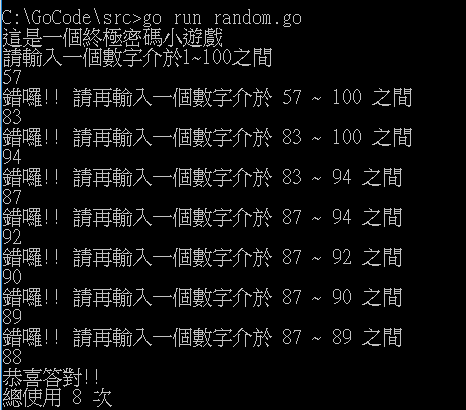 C:\GoCode\src>go run random.go
這是一個終極密碼小遊戲
請輸入一個數字介於1~100之間
57
錯囉!! 請再輸入一個數字介於 57 ~ 100 之間
83
錯囉!! 請再輸入一個數字介於 83 ~ 100 之間
94
錯囉!! 請再輸入一個數字介於 83 ~ 94 之間
87
錯囉!! 請再輸入一個數字介於 87 ~ 94 之間
92
錯囉!! 請再輸入一個數字介於 87 ~ 92 之間
90
錯囉!! 請再輸入一個數字介於 87 ~ 90 之間
89
錯囉!! 請再輸入一個數字介於 87 ~ 89 之間
88
恭喜答對!!
總使用 8 次